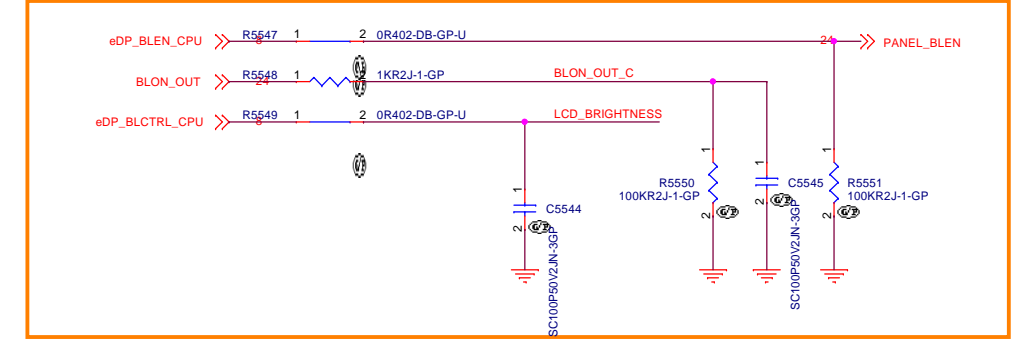 eDP_BLEN_CPU 8 R5547 1 2 0R402-DB-GP-U 24 PANEL_BLEN
BLON_OUT 24 R5548 1 2 1KR2J-1-GP BLON_OUT_C
eDP_BLCTRL_CPU 8 R5549 1 2 0R402-DB-GP-U LCD_BRIGHTNESS
1 2 C5544
SC100P50V2JN-3GP
1 2 R5550
100KR2J-1-GP
1 2 C5545
SC100P50V2JN-3GP
1 2 R5551
100KR2J-1-GP